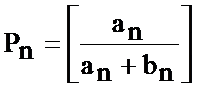 Pn = [ an / (an + bn) ]